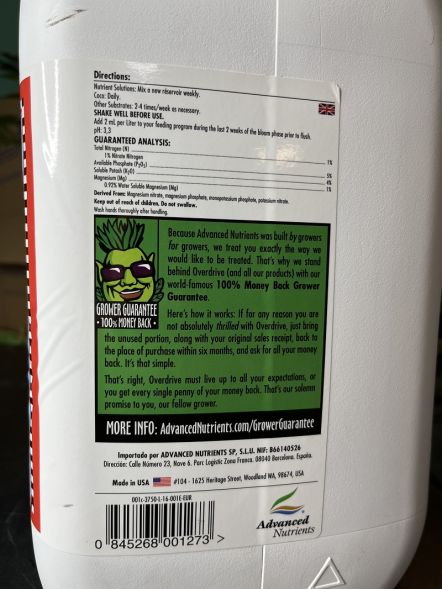 Directions:
Nutrient Solutions: Mix a new reservoir weekly.
Coco: Daily.
Other Substrates: 2-4 times/week as necessary.
SHAKE WELL BEFORE USE.
Add 2 mL per Liter to your feeding program during the last 2 weeks of the bloom phase prior to flush.
pH: 3,3
GUARANTEED ANALYSIS:
Total Nitrogen (N) 1%
1% Nitrate Nitrogen
Available Phosphate (P₂O₅) 5%
Soluble Potash (K₂O) 4%
Magnesium (Mg) 1%
0.92% Water Soluble Magnesium (Mg)
Derived From: Magnesium nitrate, magnesium phosphate, monopotassium phosphate, potassium nitrate.
Keep out of reach of children. Do not swallow.
Wash hands thoroughly after handling.
GROWER GUARANTEE
• 100% MONEY BACK •
Because Advanced Nutrients was built by growers
for growers, we treat you exactly the way we
would like to be treated. That's why we stand
behind Overdrive (and all our products) with our
world-famous 100% Money Back Grower
Guarantee.
Here's how it works: If for any reason you are
not absolutely thrilled with Overdrive, just bring
the unused portion, along with your original sales receipt, back to
the place of purchase within six months, and ask for all your money
back. It's that simple.
That's right, Overdrive must live up to all your expectations, or
you get every single penny of your money back. That's our solemn
promise to you, our fellow grower.
MORE INFO: AdvancedNutrients.com/GrowerGuarantee
Importado por ADVANCED NUTRIENTS SP, S.L.U. NIF: B66140526
Dirección: Calle Número 23, Nave 6. Parc Logístic Zona Franca. 08040 Barcelona. España.
Made in USA #104 - 1625 Heritage Street, Woodland WA, 98674, USA
001c-3750-L-16-001E-EUR
0 845268 001273 >
Advanced
Nutrients